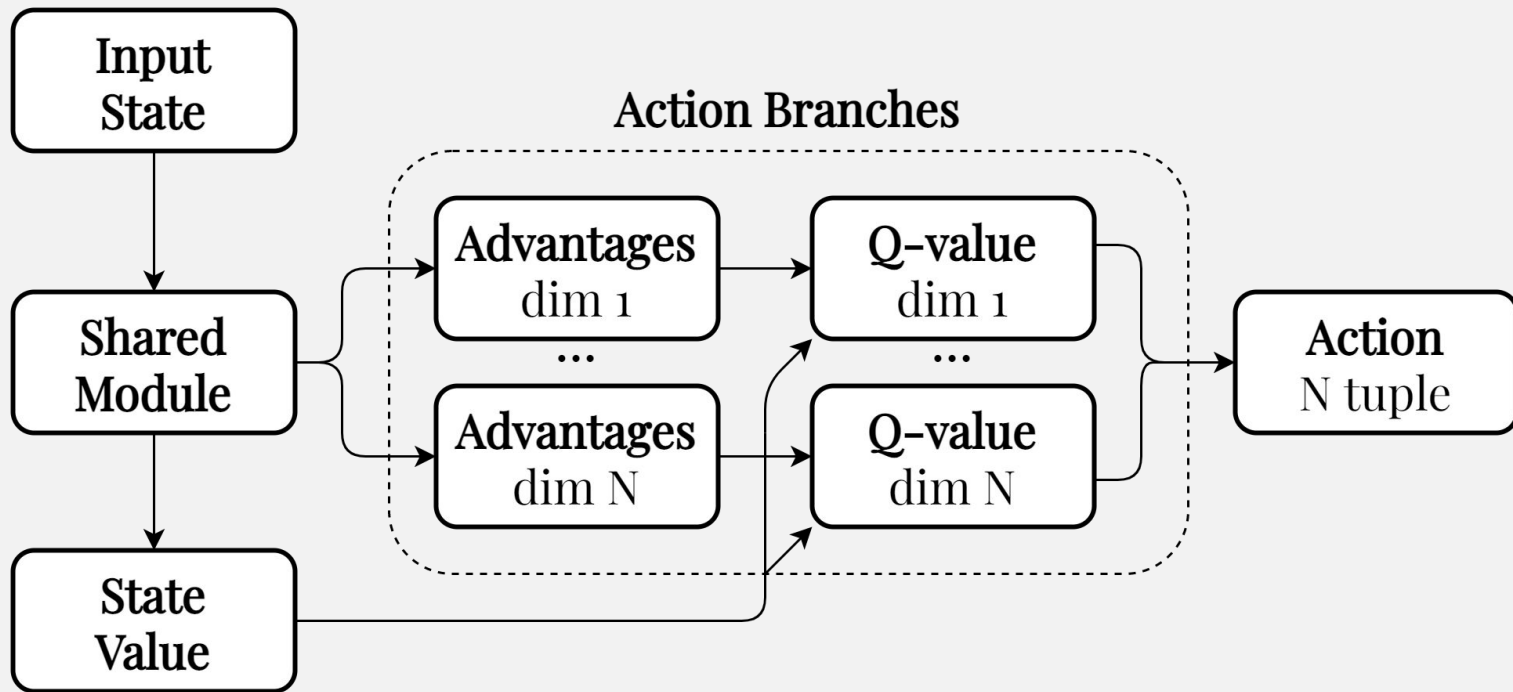 Input
State
Action Branches
Advantages
dim 1
Q-value
dim 1
Shared
Module
...
...
Action
N tuple
Advantages
dim N
Q-value
dim N
State
Value